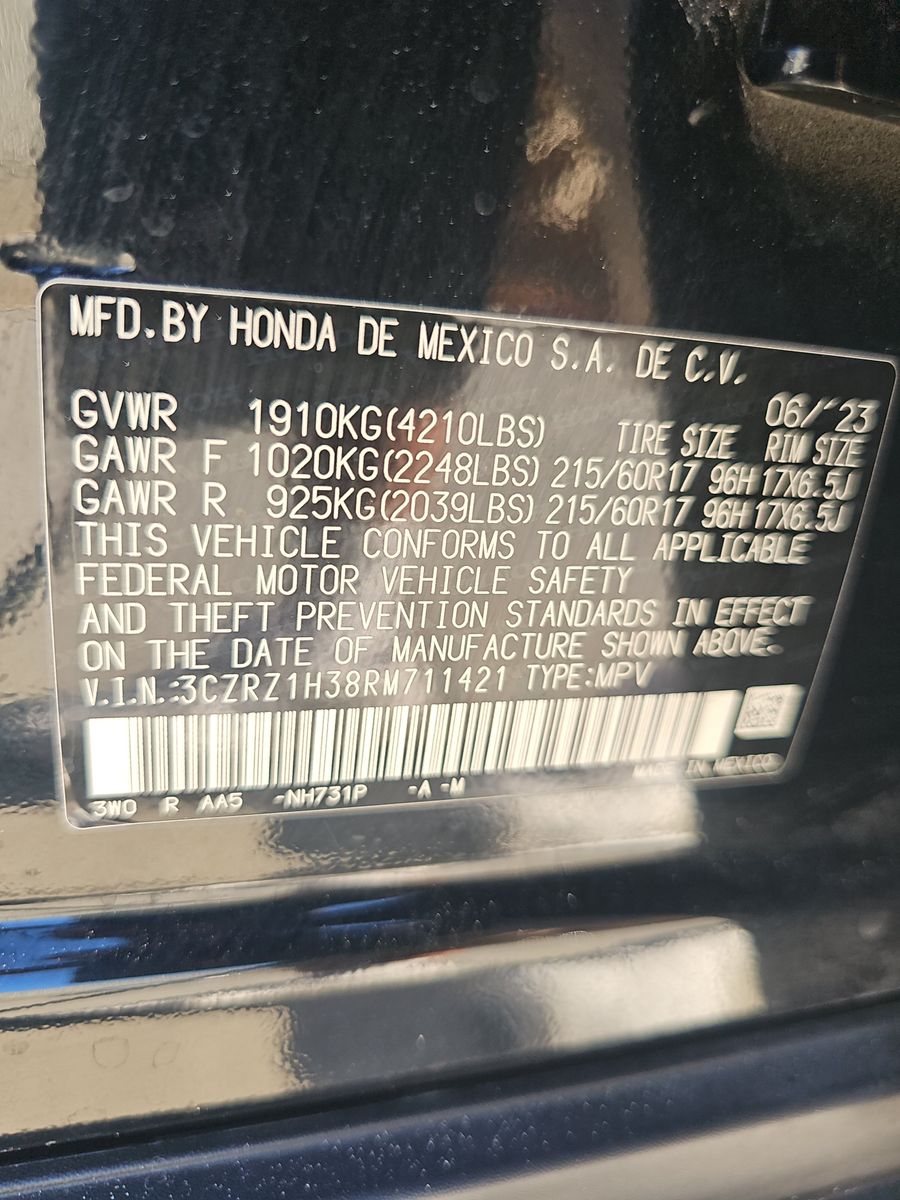 MFD.BY HONDA DE MEXICO S.A. DE C.V.
06/'23
GVWR 1910KG(4210LBS) TIRE SIZE RIM SIZE
GAWR F 1020KG(2248LBS) 215/60R17 96H 17X6.5J
GAWR R 925KG(2039LBS) 215/60R17 96H 17X6.5J
THIS VEHICLE CONFORMS TO ALL APPLICABLE
FEDERAL MOTOR VEHICLE SAFETY
AND THEFT PREVENTION STANDARDS IN EFFECT
ON THE DATE OF MANUFACTURE SHOWN ABOVE.
V.I.N.:3CZRZ1H38RM711421 TYPE:MPV
MADE IN MEXICO
3W0 R AA5 -NH731P -A -M